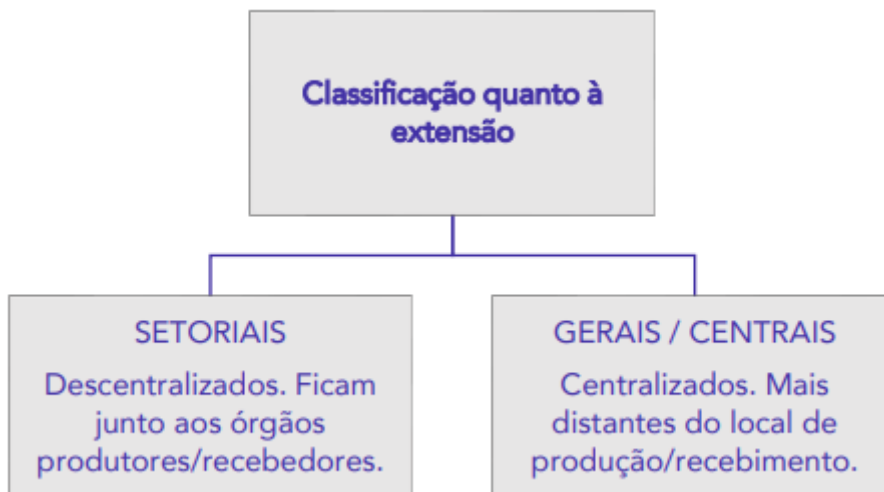 Classificação quanto à
extensão
SETORIAIS
Descentralizados. Ficam
junto aos órgãos
produtores/recebedores.
GERAIS / CENTRAIS
Centralizados. Mais
distantes do local de
produção/recebimento.